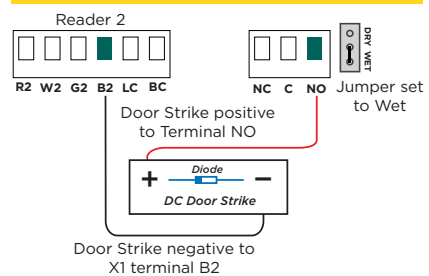 Reader 2
R2 W2 G2 B2 LC BC
NC C NO
DRY WET
Jumper set
to Wet
Door Strike positive
to Terminal NO
+ Diode −
DC Door Strike
Door Strike negative to
X1 terminal B2